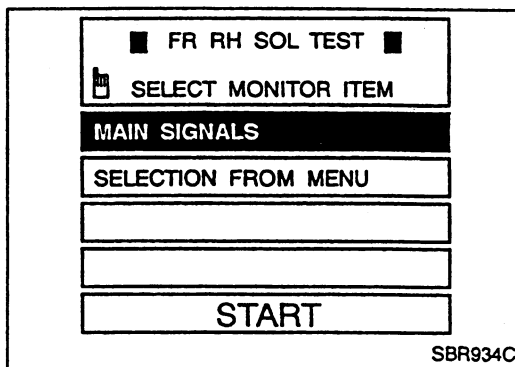 FR RH SOL TEST
SELECT MONITOR ITEM
MAIN SIGNALS
SELECTION FROM MENU
START
SBR934C